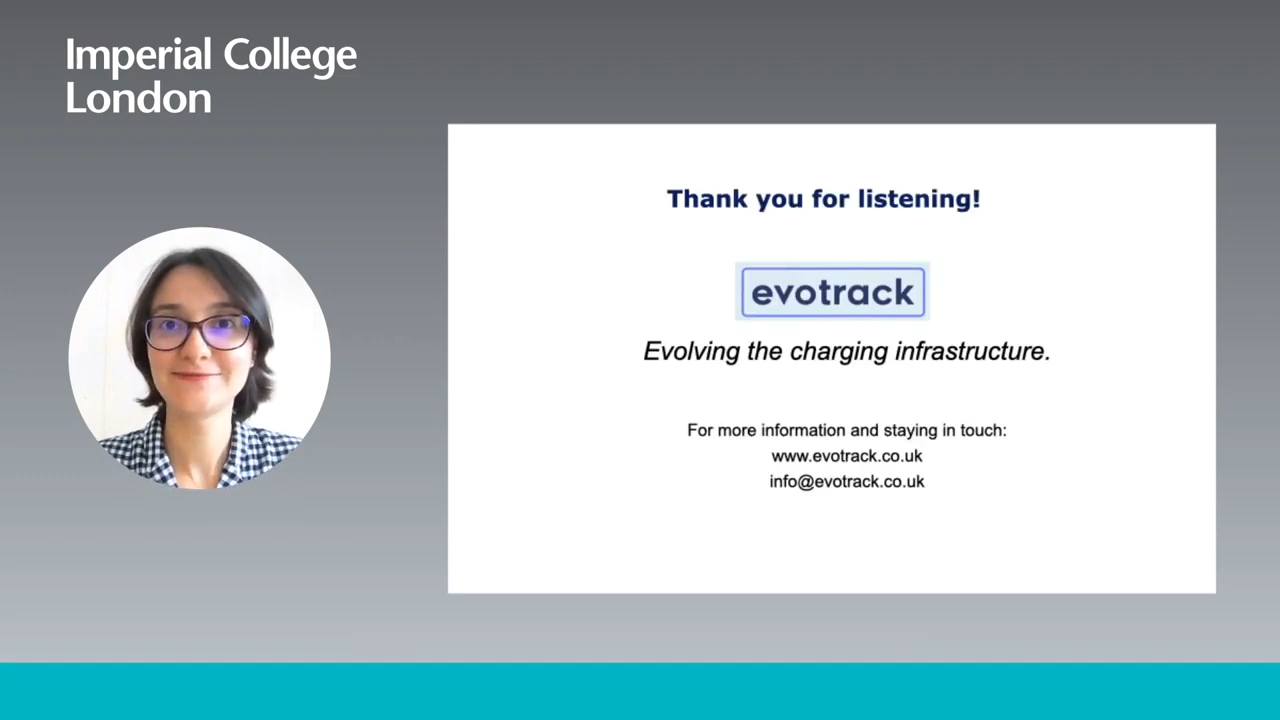 Imperial College
London
Thank you for listening!
evotrack
Evolving the charging infrastructure.
For more information and staying in touch:
www.evotrack.co.uk
info@evotrack.co.uk